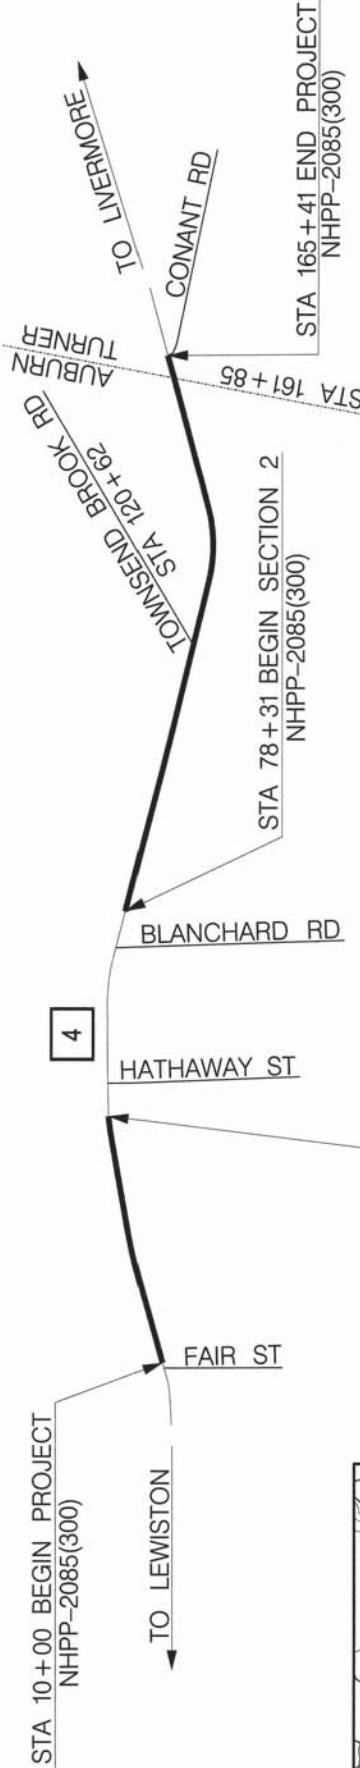 STA 10+00 BEGIN PROJECT
NHPP-2085(300)
TO LEWISTON
FAIR ST
4
HATHAWAY ST
BLANCHARD RD
STA 78+31 BEGIN SECTION 2
NHPP-2085(300)
TOWNSEND BROOK RD
STA 120+62
AUBURN
TURNER
STA 161+85
TO LIVERMORE
CONANT RD
STA 165+41 END PROJECT
NHPP-2085(300)